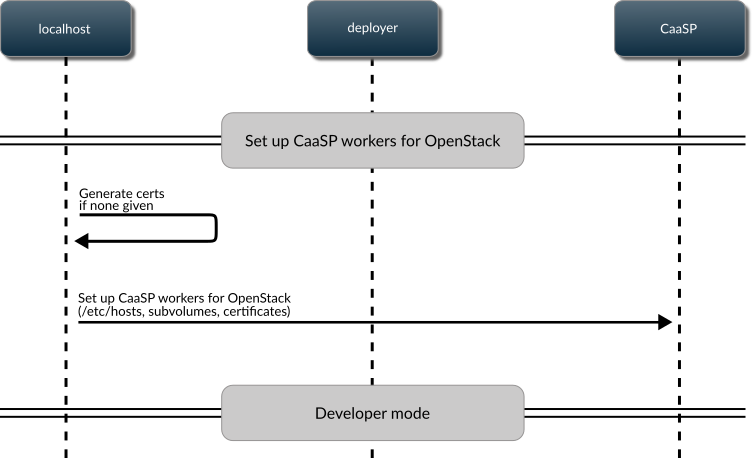 localhost
deployer
CaaSP
Set up CaaSP workers for OpenStack
Generate certs
if none given
Set up CaaSP workers for OpenStack
(/etc/hosts, subvolumes, certificates)
Developer mode